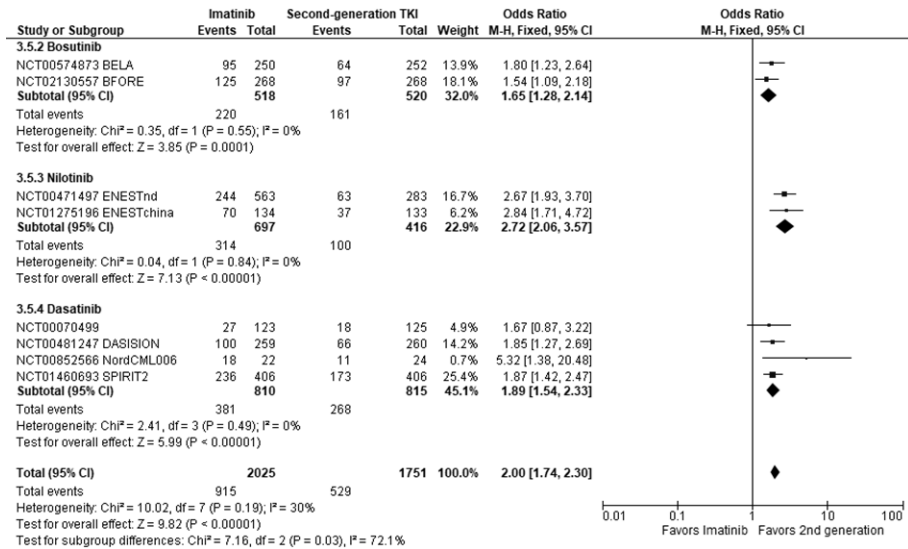 Imatinib Second-generation TKI Odds Ratio Odds Ratio
Study or Subgroup Events Total Events Total Weight M-H, Fixed, 95% CI M-H, Fixed, 95% CI
3.5.2 Bosutinib
NCT00574873 BELA 95 250 64 252 13.9% 1.80 [1.23, 2.64]
NCT02130557 BFORE 125 268 97 268 18.1% 1.54 [1.09, 2.18]
Subtotal (95% CI) 518 520 32.0% 1.65 [1.28, 2.14]
Total events 220 161
Heterogeneity: Chi² = 0.35, df = 1 (P = 0.55); I² = 0%
Test for overall effect: Z = 3.85 (P = 0.0001)
3.5.3 Nilotinib
NCT00471497 ENESTnd 244 563 63 283 16.7% 2.67 [1.93, 3.70]
NCT01275196 ENESTchina 70 134 37 133 6.2% 2.84 [1.71, 4.72]
Subtotal (95% CI) 697 416 22.9% 2.72 [2.06, 3.57]
Total events 314 100
Heterogeneity: Chi² = 0.04, df = 1 (P = 0.84); I² = 0%
Test for overall effect: Z = 7.13 (P < 0.00001)
3.5.4 Dasatinib
NCT00070499 27 123 18 125 4.9% 1.67 [0.87, 3.22]
NCT00481247 DASISION 100 259 66 260 14.2% 1.85 [1.27, 2.69]
NCT00852566 NordCML006 18 22 11 24 0.7% 5.32 [1.38, 20.48]
NCT01460693 SPIRIT2 236 406 173 406 25.4% 1.87 [1.42, 2.47]
Subtotal (95% CI) 810 815 45.1% 1.89 [1.54, 2.33]
Total events 381 268
Heterogeneity: Chi² = 2.41, df = 3 (P = 0.49); I² = 0%
Test for overall effect: Z = 5.99 (P < 0.00001)
Total (95% CI) 2025 1751 100.0% 2.00 [1.74, 2.30]
Total events 915 529
Heterogeneity: Chi² = 10.02, df = 7 (P = 0.19); I² = 30%
Test for overall effect: Z = 9.82 (P < 0.00001)
Test for subgroup differences: Chi² = 7.16, df = 2 (P = 0.03), I² = 72.1%
0.01 0.1 1 10 100
Favors Imatinib Favors 2nd generation